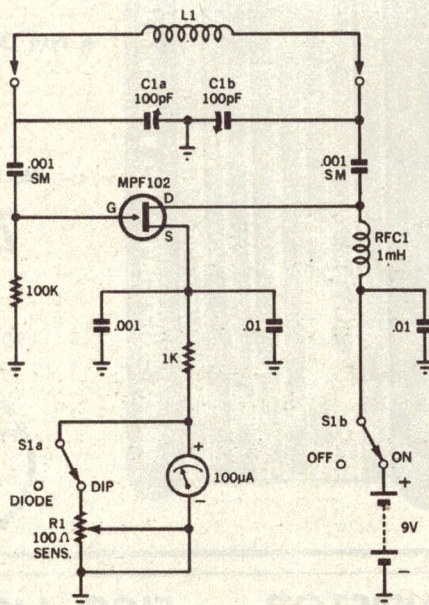 L1
C1a
100pF
C1b
100pF
.001
SM
.001
SM
MPF102
G
D
S
RFC1
1mH
100K
.001
.01
.01
1K
S1a
S1b
+
OFF
ON
DIODE
DIP
100µA
+
R1
100Ω
SENS.
-
9V
-